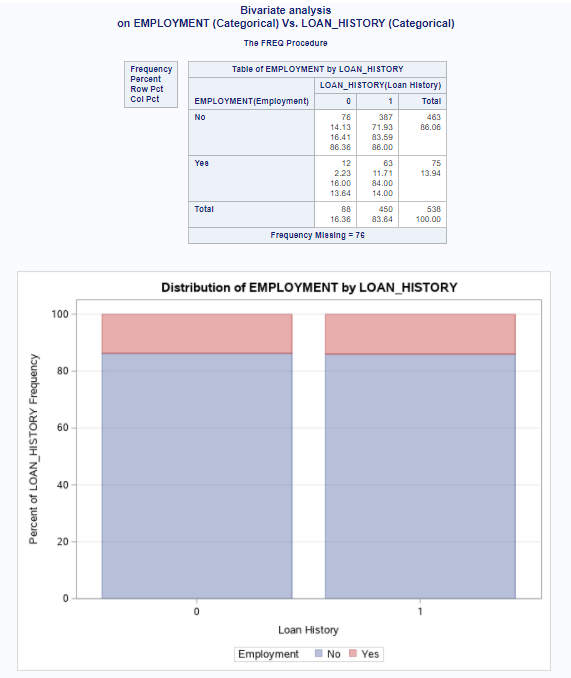 Bivariate analysis
on EMPLOYMENT (Categorical) Vs. LOAN_HISTORY (Categorical)
The FREQ Procedure
Frequency
Percent
Row Pct
Col Pct
Table of EMPLOYMENT by LOAN_HISTORY
LOAN_HISTORY(Loan History)
EMPLOYMENT(Employment) 0 1 Total
No 76 387 463
14.13 71.93 86.06
16.41 83.59
86.36 86.00
Yes 12 63 75
2.23 11.71 13.94
16.00 84.00
13.64 14.00
Total 88 450 538
16.36 83.64 100.00
Frequency Missing = 76
Distribution of EMPLOYMENT by LOAN_HISTORY
Percent of LOAN_HISTORY Frequency
100
80
60
40
20
0
0 1
Loan History
Employment No Yes